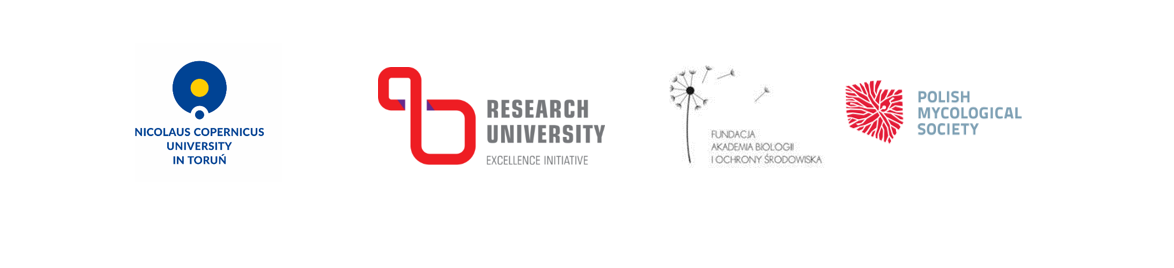 NICOLAUS COPERNICUS
UNIVERSITY
IN TORUŃ
RESEARCH
UNIVERSITY
EXCELLENCE INITIATIVE
FUNDACJA
AKADEMIA BIOLOGII
I OCHRONY ŚRODOWISKA
POLISH
MYCOLOGICAL
SOCIETY